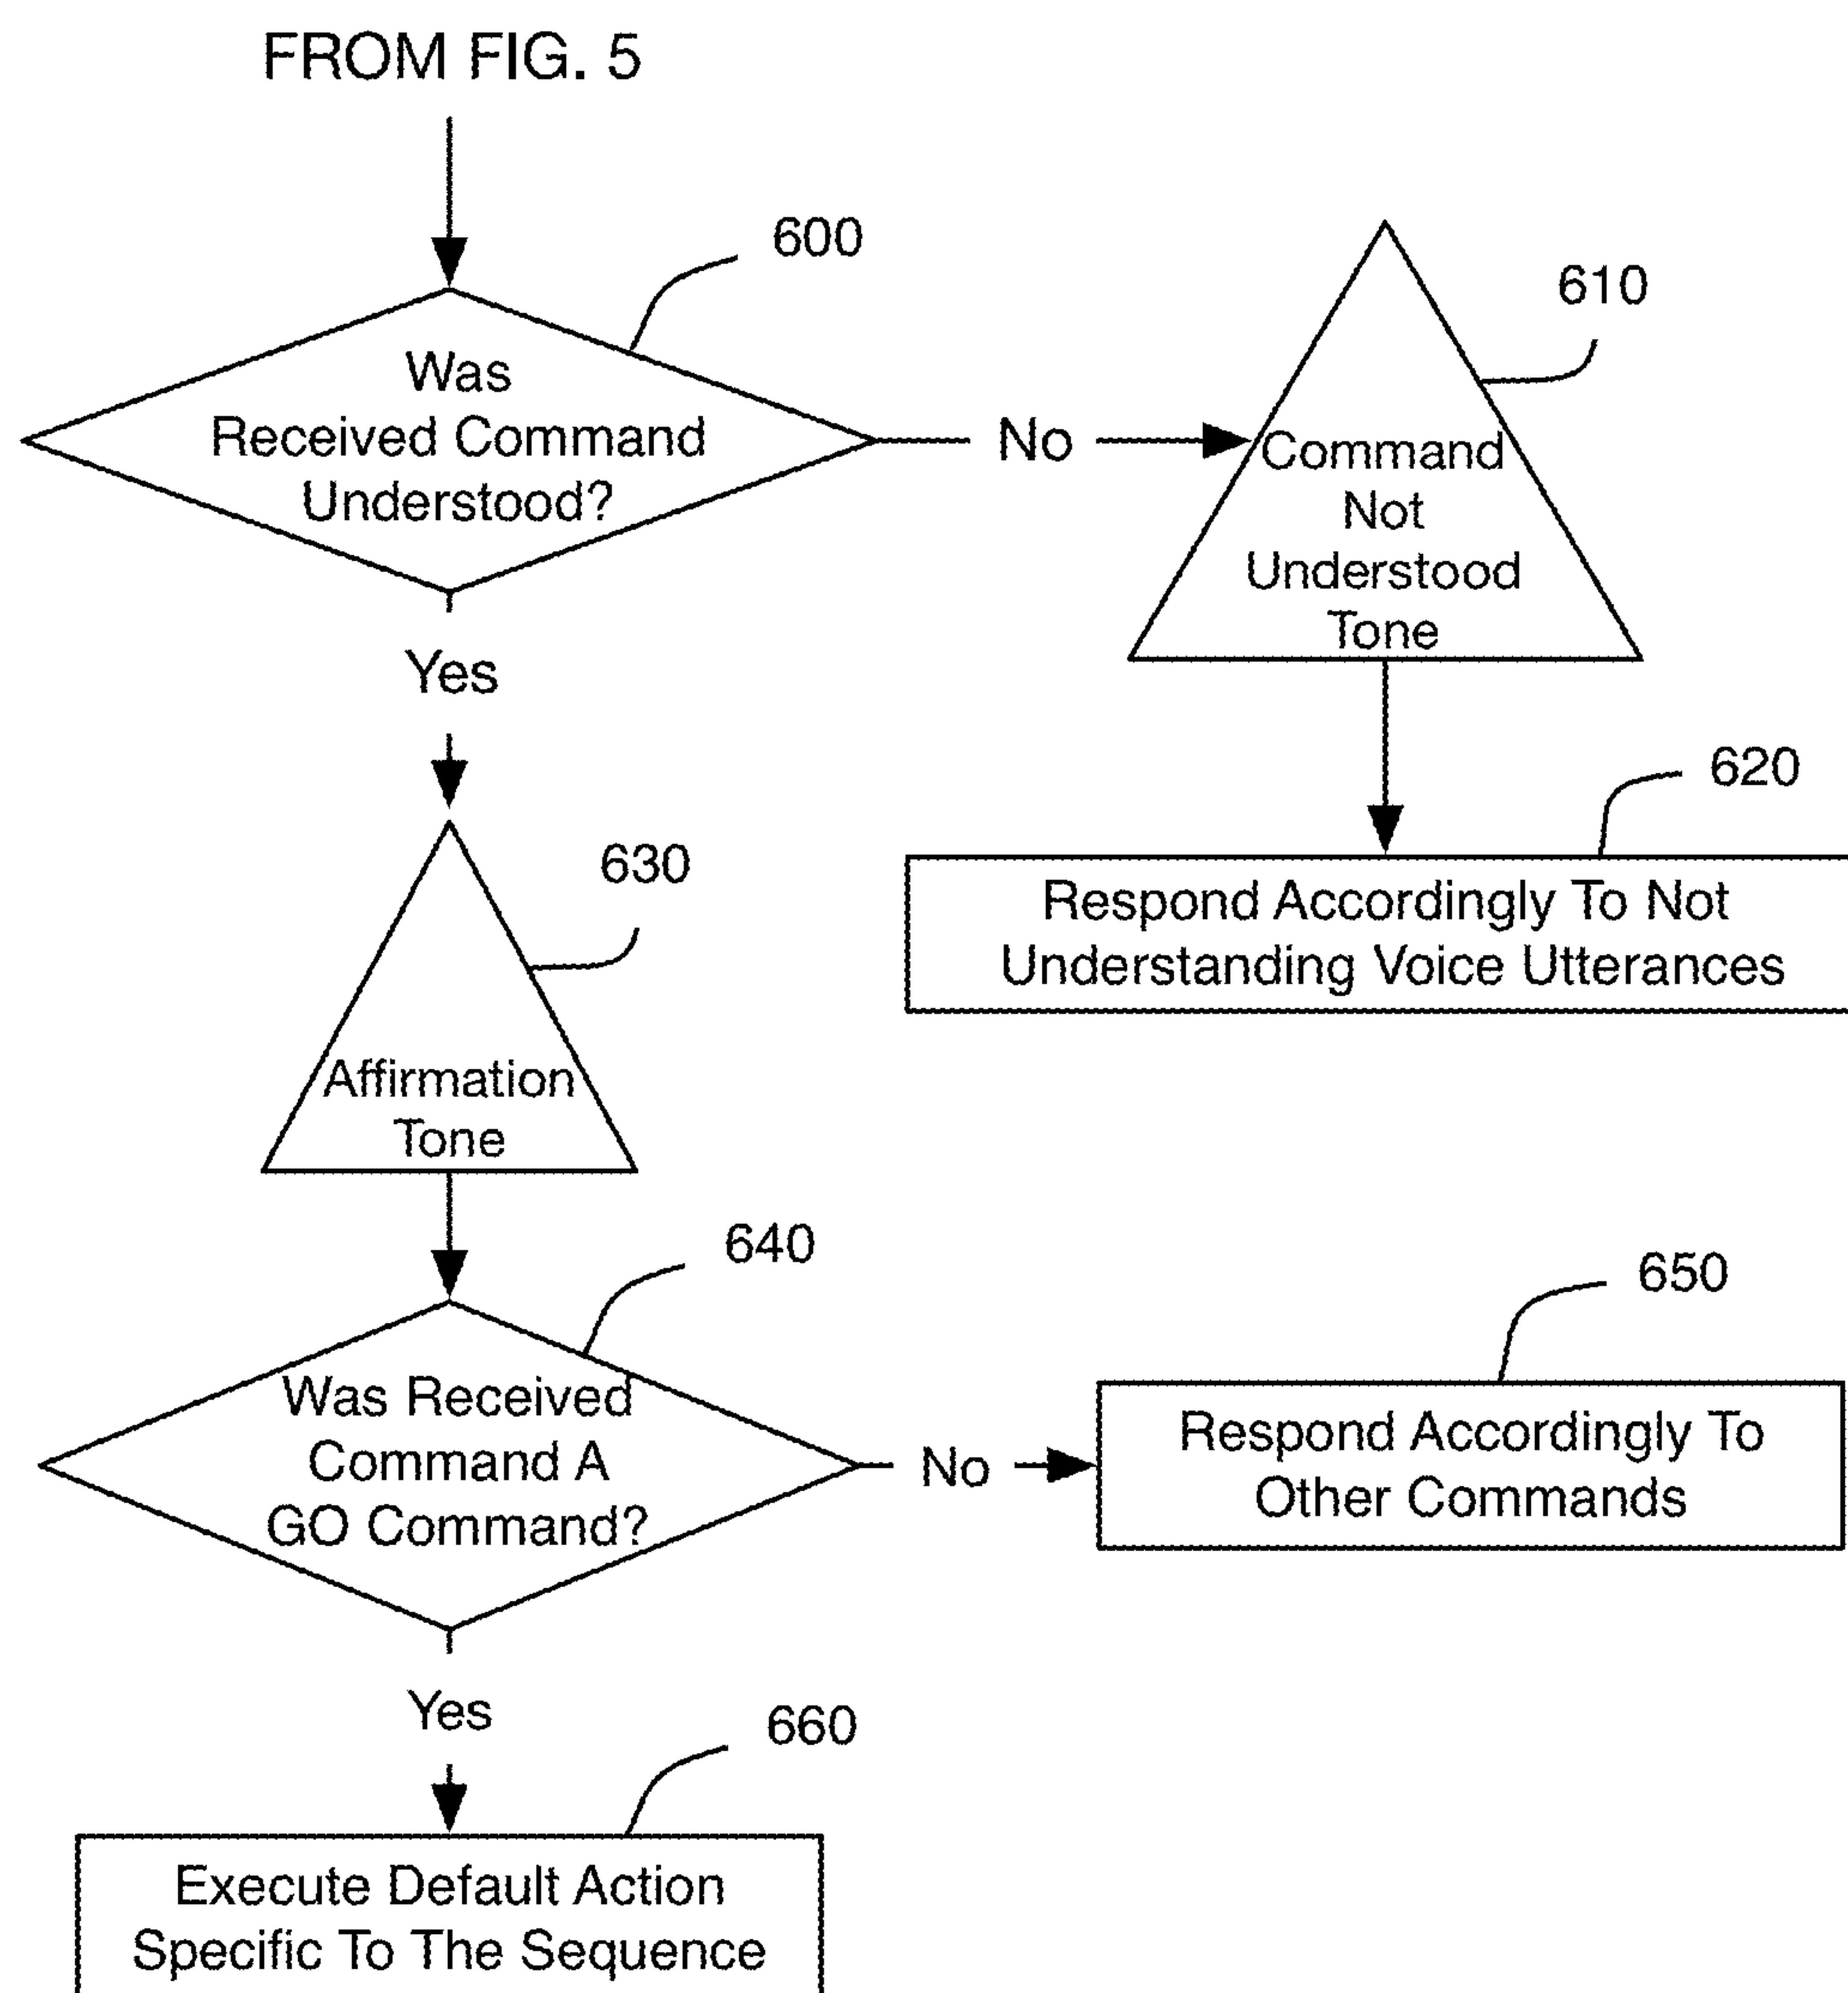 FROM FIG. 5
600
Was
Received Command
Understood?
No
610
Command
Not
Understood
Tone
Yes
620
Respond Accordingly To Not
Understanding Voice Utterances
630
Affirmation
Tone
640
Was Received
Command A
GO Command?
No
650
Respond Accordingly To
Other Commands
Yes
660
Execute Default Action
Specific To The Sequence